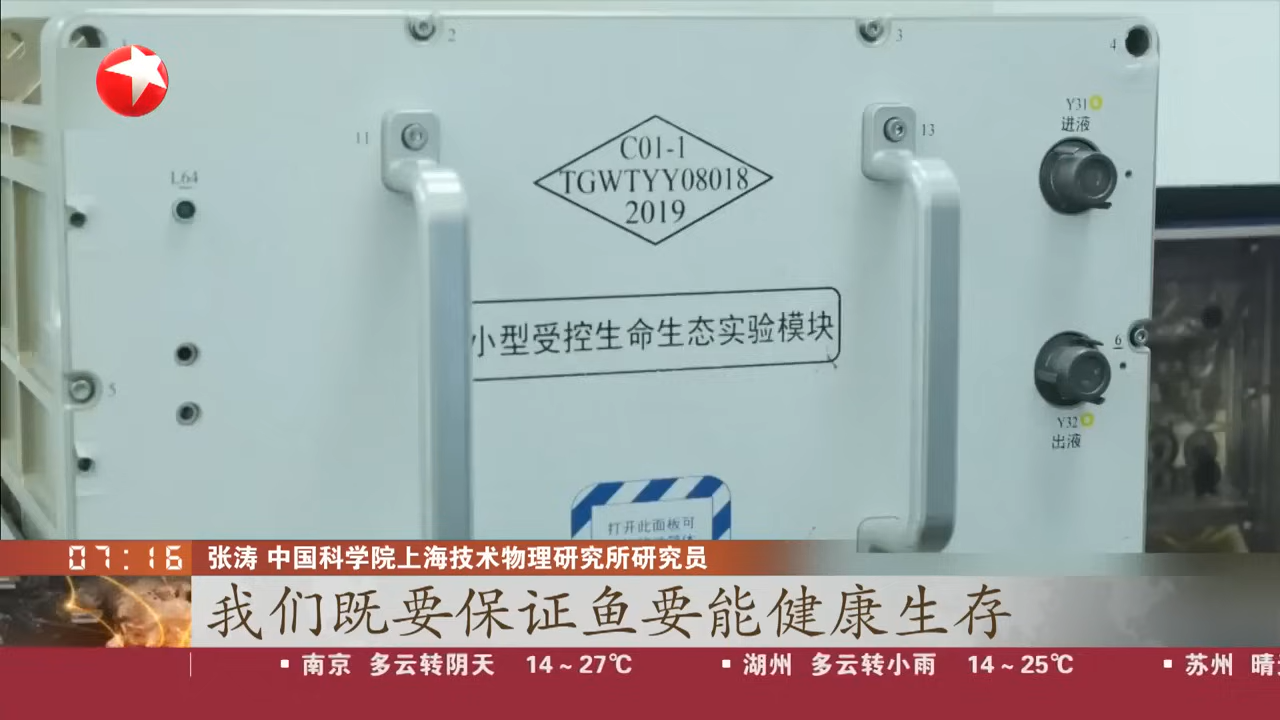 2
3
4
11
13
Y31
进液
L64
C01-1
TGWTYY08018
2019
小型受控生命生态实验模块
5
6
Y32
出液
打开此面板可
07:16
张涛 中国科学院上海技术物理研究所研究员
我们既要保证鱼要能健康生存
南京 多云转阴天 14~27℃
湖州 多云转小雨 14~25℃
苏州 晴